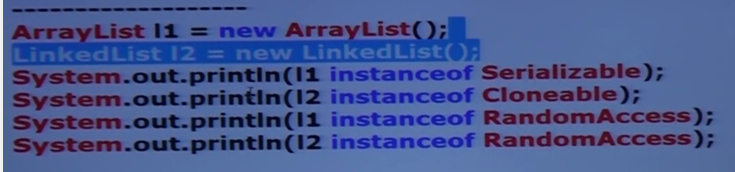 --------------------
ArrayList l1 = new ArrayList();
LinkedList l2 = new LinkedList();
System.out.println(l1 instanceof Serializable);
System.out.println(l2 instanceof Cloneable);
System.out.println(l1 instanceof RandomAccess);
System.out.println(l2 instanceof RandomAccess);